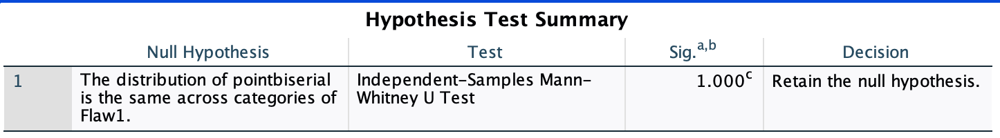 Hypothesis Test Summary
Null Hypothesis Test Sig.a,b Decision
1 The distribution of pointbiserial is the same across categories of Flaw1. Independent-Samples Mann-Whitney U Test 1.000c Retain the null hypothesis.